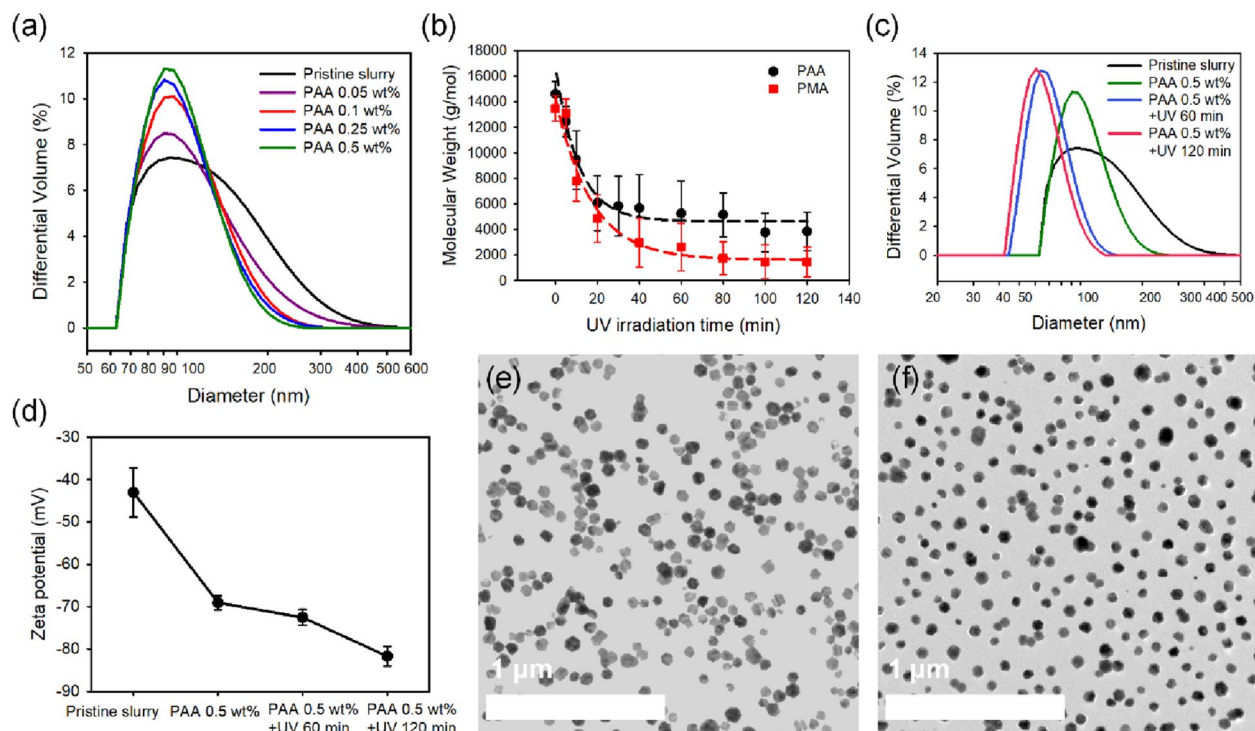 (a)
12
10
8
6
4
2
0
Differential Volume (%)
Pristine slurry
PAA 0.05 wt%
PAA 0.1 wt%
PAA 0.25 wt%
PAA 0.5 wt%
50 60 70 80 90 100 200 300 400 500 600
Diameter (nm)
(b)
18000
16000
14000
12000
10000
8000
6000
4000
2000
0
Molecular Weight (g/mol)
PAA
PMA
0 20 40 60 80 100 120 140
UV irradiation time (min)
(c)
14
12
10
8
6
4
2
0
Differential Volume (%)
Pristine slurry
PAA 0.5 wt%
PAA 0.5 wt%
+UV 60 min
PAA 0.5 wt%
+UV 120 min
20 30 40 50 100 200 300 400 500
Diameter (nm)
(d)
-30
-40
-50
-60
-70
-80
-90
Zeta potential (mV)
Pristine slurry PAA 0.5 wt% PAA 0.5 wt% PAA 0.5 wt%
+UV 60 min +UV 120 min
(e)
1 µm
(f)
1 µm